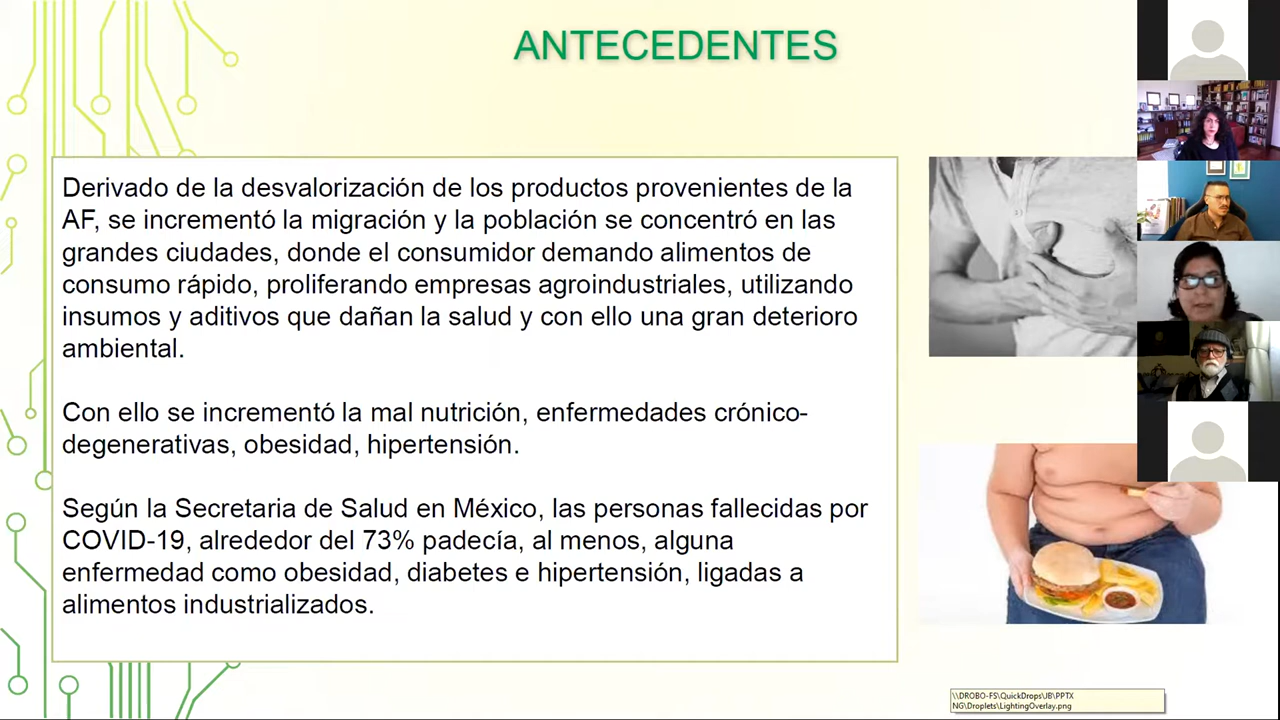 ANTECEDENTES
Derivado de la desvalorización de los productos provenientes de la
AF, se incrementó la migración y la población se concentró en las
grandes ciudades, donde el consumidor demando alimentos de
consumo rápido, proliferando empresas agroindustriales, utilizando
insumos y aditivos que dañan la salud y con ello una gran deterioro
ambiental.
Con ello se incrementó la mal nutrición, enfermedades crónico-
degenerativas, obesidad, hipertensión.
Según la Secretaria de Salud en México, las personas fallecidas por
COVID-19, alrededor del 73% padecía, al menos, alguna
enfermedad como obesidad, diabetes e hipertensión, ligadas a
alimentos industrializados.
\\DROBO-FS\QuickDrops\JB\PPTX
NG\Droplets\LightingOverlay.png